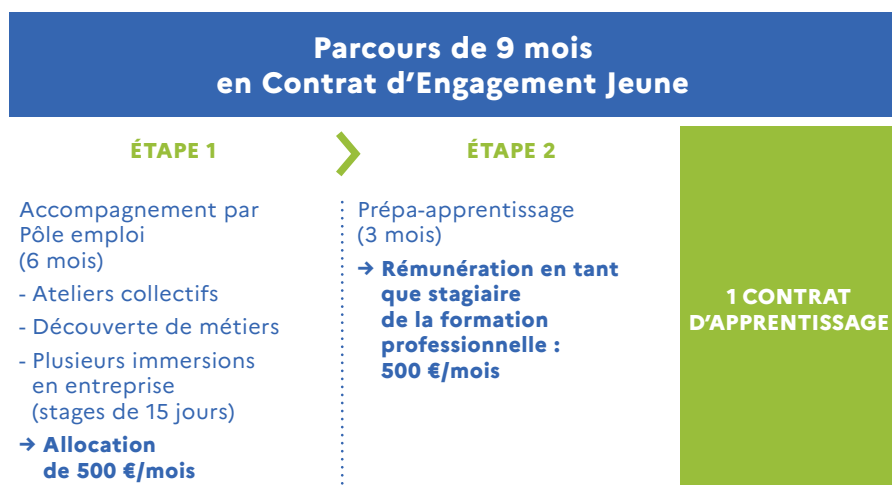 Parcours de 9 mois
en Contrat d'Engagement Jeune
ÉTAPE 1
Accompagnement par
Pôle emploi
(6 mois)
- Ateliers collectifs
- Découverte de métiers
- Plusieurs immersions
en entreprise
(stages de 15 jours)
→ Allocation
de 500 €/mois
ÉTAPE 2
Prépa-apprentissage
(3 mois)
→ Rémunération en tant
que stagiaire
de la formation
professionnelle :
500 €/mois
1 CONTRAT
D'APPRENTISSAGE